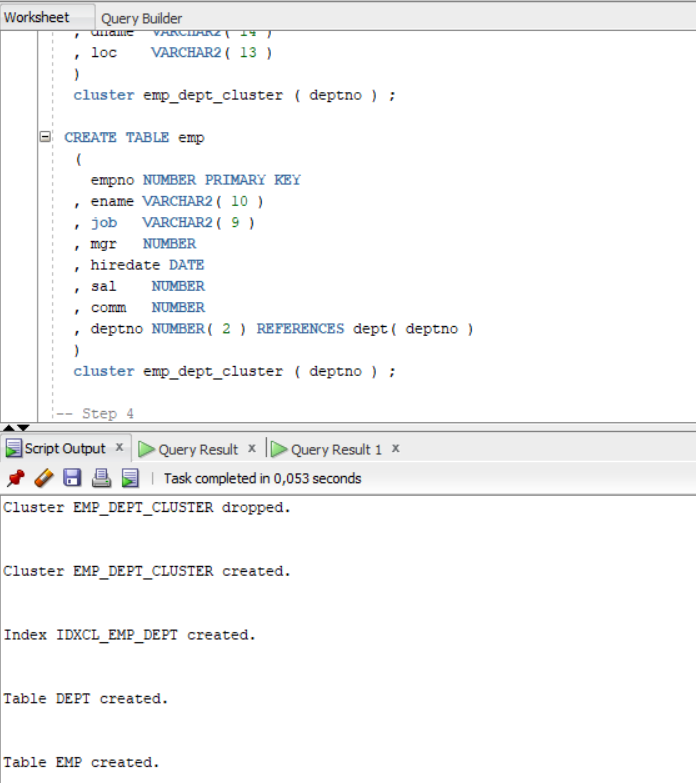 Worksheet Query Builder
, dname VARCHAR2( 14 )
, loc VARCHAR2( 13 )
)
cluster emp_dept_cluster ( deptno ) ;
CREATE TABLE emp
(
empno NUMBER PRIMARY KEY
, ename VARCHAR2( 10 )
, job VARCHAR2( 9 )
, mgr NUMBER
, hiredate DATE
, sal NUMBER
, comm NUMBER
, deptno NUMBER( 2 ) REFERENCES dept( deptno )
)
cluster emp_dept_cluster ( deptno ) ;
-- Step 4
Script Output x Query Result x Query Result 1 x
Task completed in 0,053 seconds
Cluster EMP_DEPT_CLUSTER dropped.
Cluster EMP_DEPT_CLUSTER created.
Index IDXCL_EMP_DEPT created.
Table DEPT created.
Table EMP created.